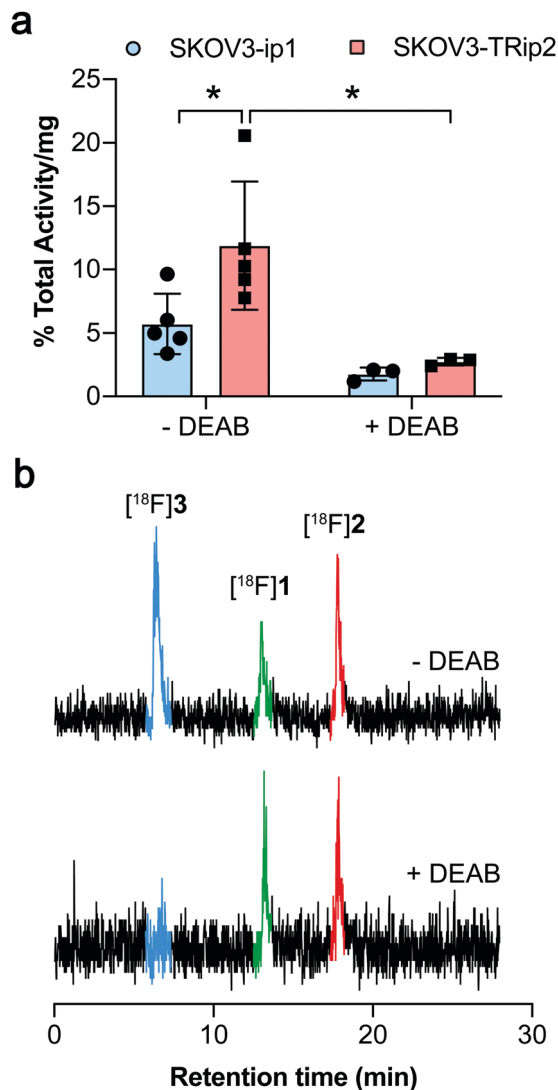 a
SKOV3-ip1 SKOV3-TRip2
% Total Activity/mg
25
20
15
10
5
0
* *
- DEAB + DEAB
b
[¹⁸F]3 [¹⁸F]1 [¹⁸F]2
- DEAB
+ DEAB
0 10 20 30
Retention time (min)